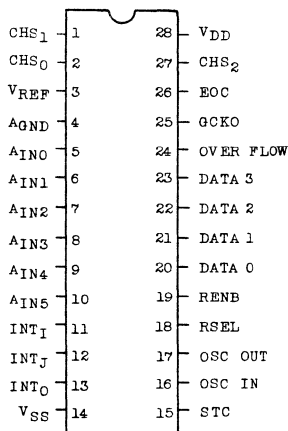 CHS1 1 28 VDD
CHS0 2 27 CHS2
VREF 3 26 EOC
AGND 4 25 GCKO
AIN0 5 24 OVER FLOW
AIN1 6 23 DATA 3
AIN2 7 22 DATA 2
AIN3 8 21 DATA 1
AIN4 9 20 DATA 0
AIN5 10 19 RENB
INTI 11 18 RSEL
INTJ 12 17 OSC OUT
INTO 13 16 OSC IN
VSS 14 15 STC